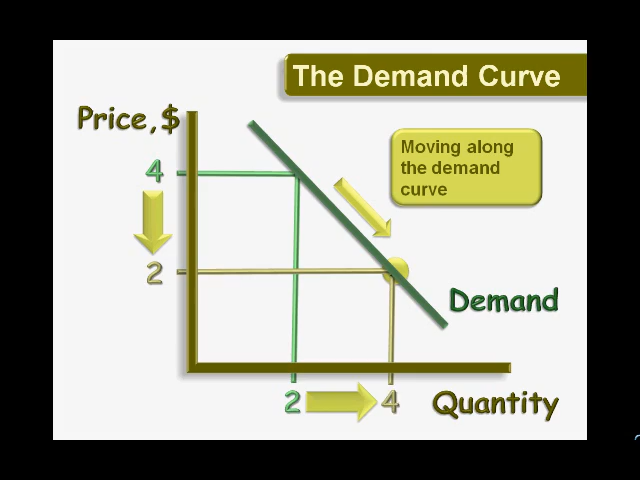 The Demand Curve
Price,$
Moving along
the demand
curve
4
2
Demand
2
4
Quantity